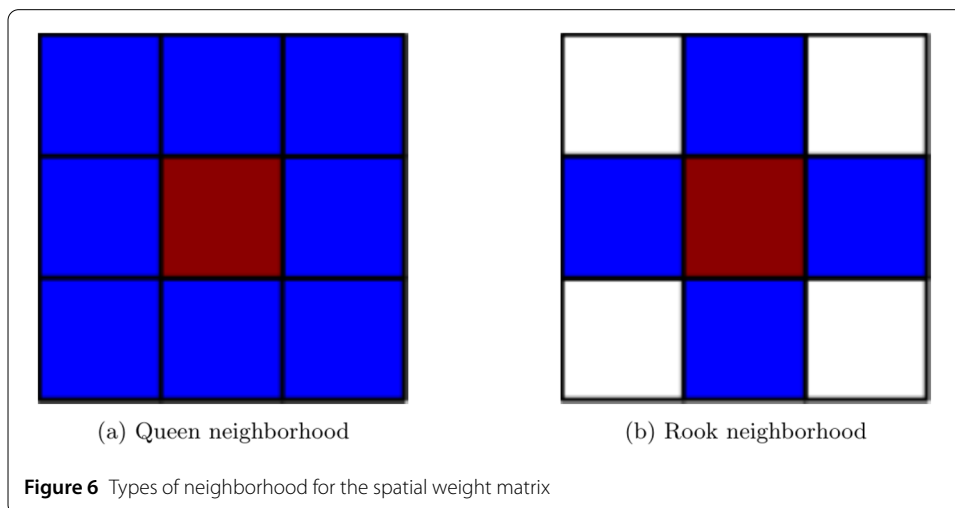 (a) Queen neighborhood
(b) Rook neighborhood
Figure 6 Types of neighborhood for the spatial weight matrix